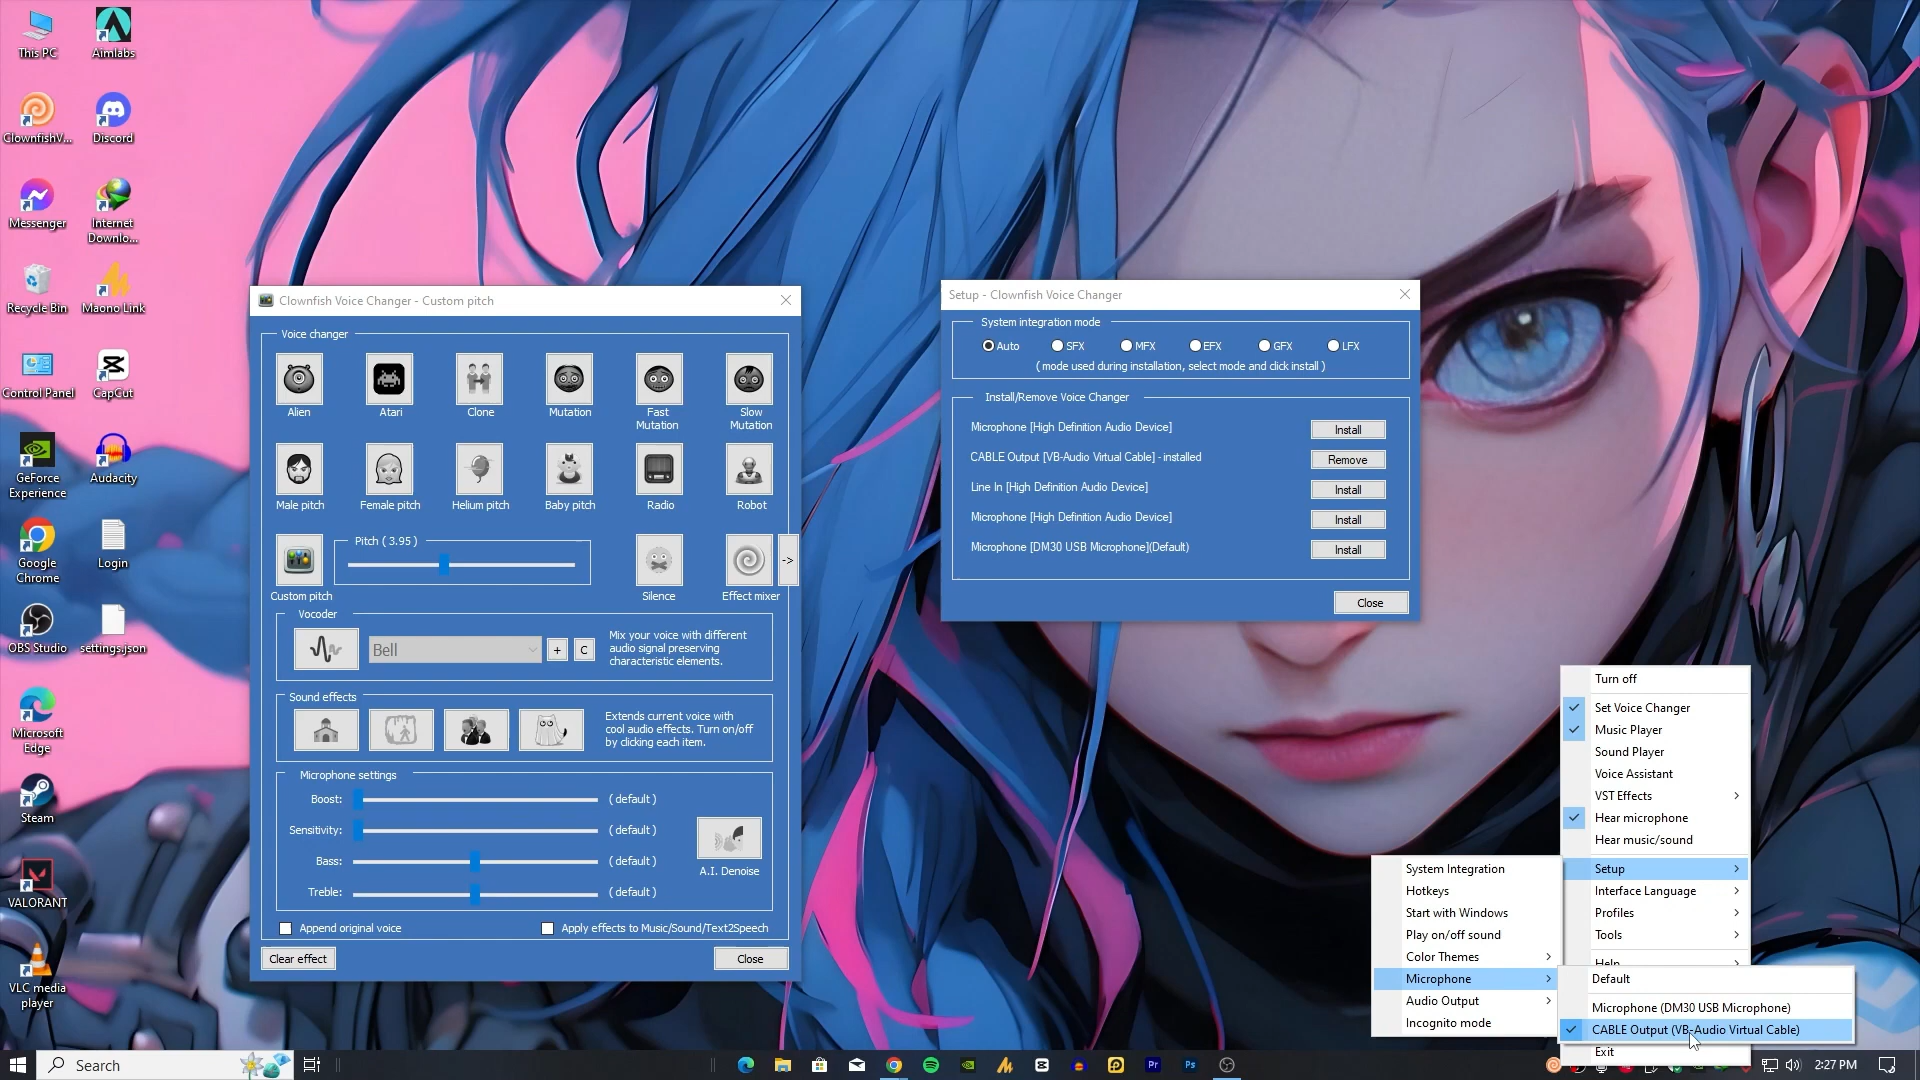 This PC
Aimlabs
ClownfishV...
Discord
Messenger
Internet
Downlo...
Recycle Bin
Maono Link
Control Panel
CapCut
GeForce
Experience
Audacity
Google
Chrome
Login
OBS Studio
settings.json
Microsoft
Edge
Steam
VALORANT
VLC media
player
Clownfish Voice Changer - Custom pitch
Voice changer
Alien
Atari
Clone
Mutation
Fast
Mutation
Slow
Mutation
Male pitch
Female pitch
Helium pitch
Baby pitch
Radio
Robot
Pitch ( 3.95 )
->
Custom pitch
Silence
Effect mixer
Vocoder
Bell
+
C
Mix your voice with different
audio signal preserving
characteristic elements.
Sound effects
Extends current voice with
cool audio effects. Turn on/off
by clicking each item.
Microphone settings
Boost:
( default )
Sensitivity:
( default )
Bass:
( default )
Treble:
( default )
A.I. Denoise
Append original voice
Apply effects to Music/Sound/Text2Speech
Clear effect
Close
Setup - Clownfish Voice Changer
System integration mode
Auto
SFX
MFX
EFX
GFX
LFX
( mode used during installation, select mode and click install )
Install/Remove Voice Changer
Microphone [High Definition Audio Device]
Install
CABLE Output [VB-Audio Virtual Cable] - installed
Remove
Line In [High Definition Audio Device]
Install
Microphone [High Definition Audio Device]
Install
Microphone [DM30 USB Microphone](Default)
Install
Close
Turn off
Set Voice Changer
Music Player
Sound Player
Voice Assistant
VST Effects
Hear microphone
Hear music/sound
Setup
Interface Language
Profiles
Tools
Help
Exit
System Integration
Hotkeys
Start with Windows
Play on/off sound
Color Themes
Microphone
Audio Output
Incognito mode
Default
Microphone (DM30 USB Microphone)
CABLE Output (VB-Audio Virtual Cable)
Search
Pr
Ps
2:27 PM